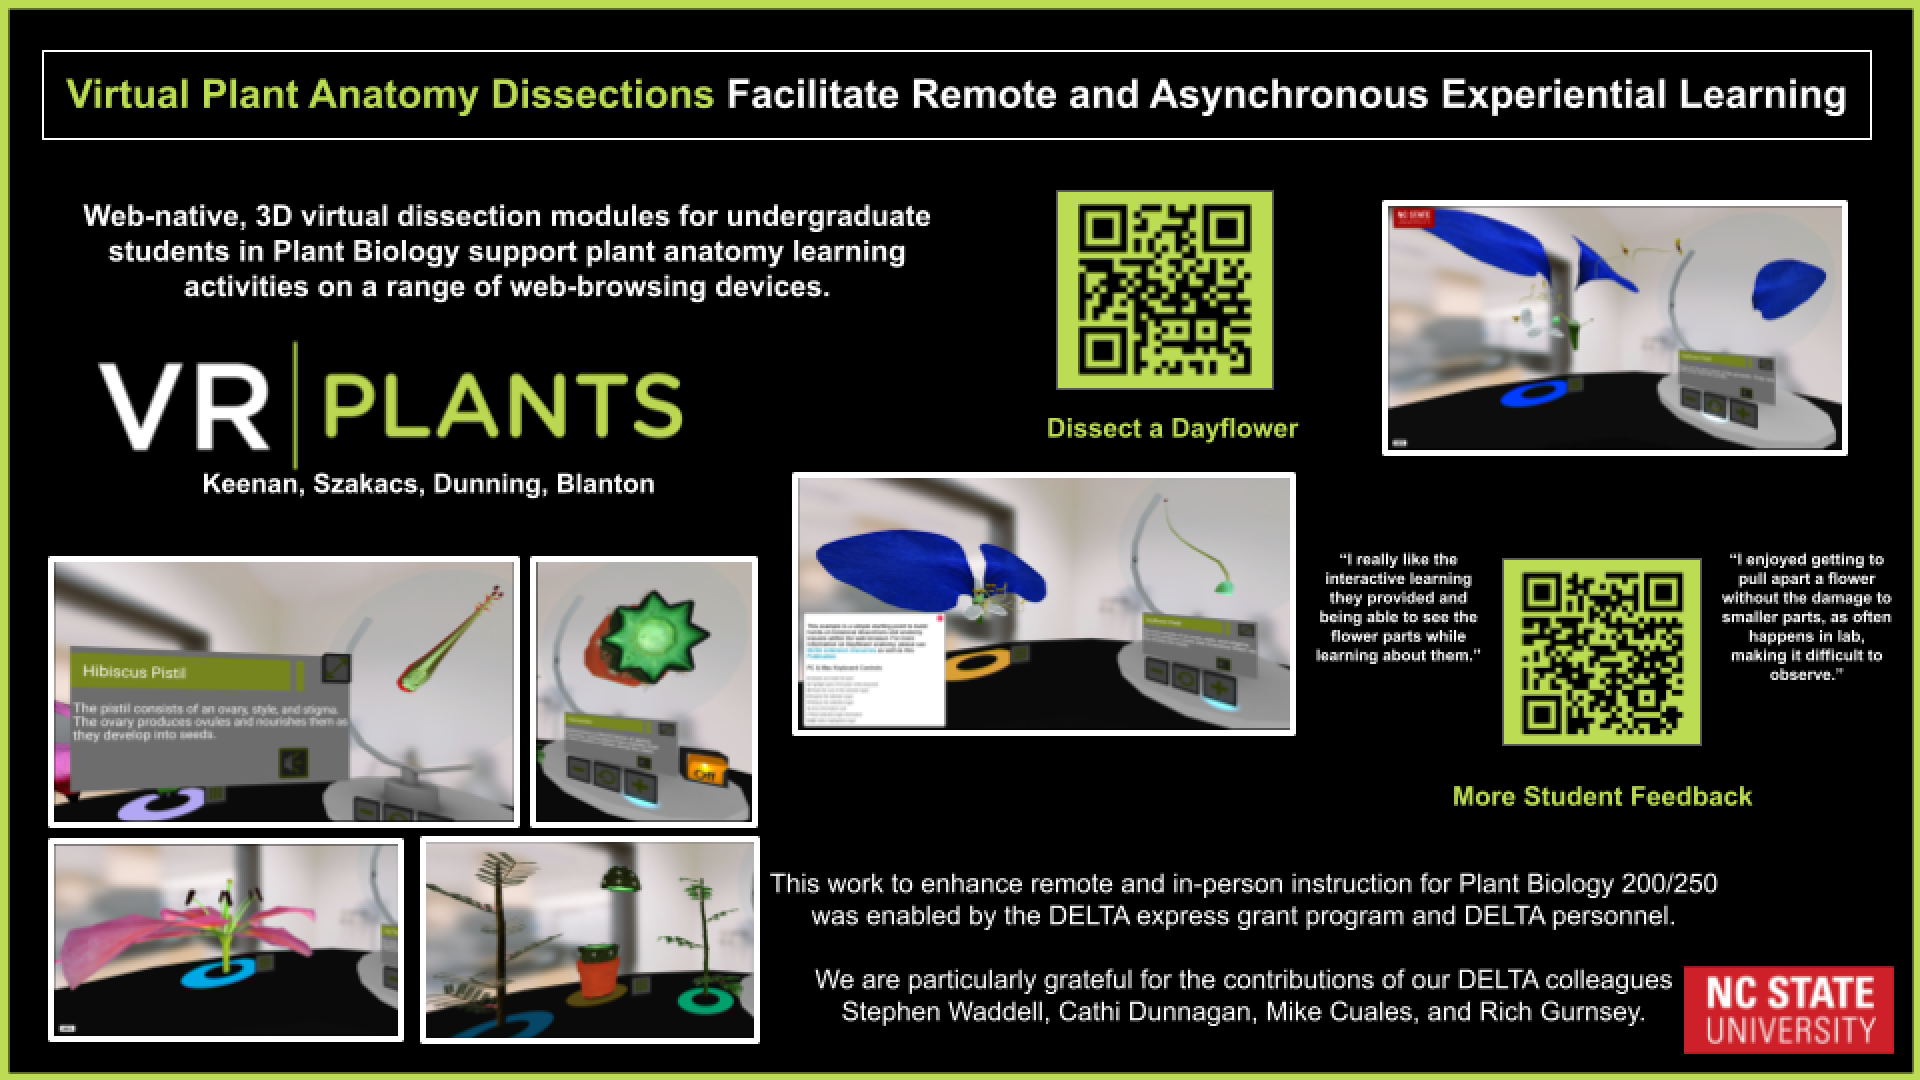 Virtual Plant Anatomy Dissections Facilitate Remote and Asynchronous Experiential Learning
Web-native, 3D virtual dissection modules for undergraduate
students in Plant Biology support plant anatomy learning
activities on a range of web-browsing devices.
VR PLANTS
Keenan, Szakacs, Dunning, Blanton
Dissect a Dayflower
NC STATE
Hibiscus Pistil
The pistil consists of an ovary, style, and stigma.
The ovary produces ovules and nourishes them as
they develop into seeds.
Off
“I really like the
interactive learning
they provided and
being able to see the
flower parts while
learning about them.”
“I enjoyed getting to
pull apart a flower
without the damage to
smaller parts, as often
happens in lab,
making it difficult to
observe.”
More Student Feedback
This work to enhance remote and in-person instruction for Plant Biology 200/250
was enabled by the DELTA express grant program and DELTA personnel.
We are particularly grateful for the contributions of our DELTA colleagues
Stephen Waddell, Cathi Dunnagan, Mike Cuales, and Rich Gurnsey.
NC STATE
UNIVERSITY